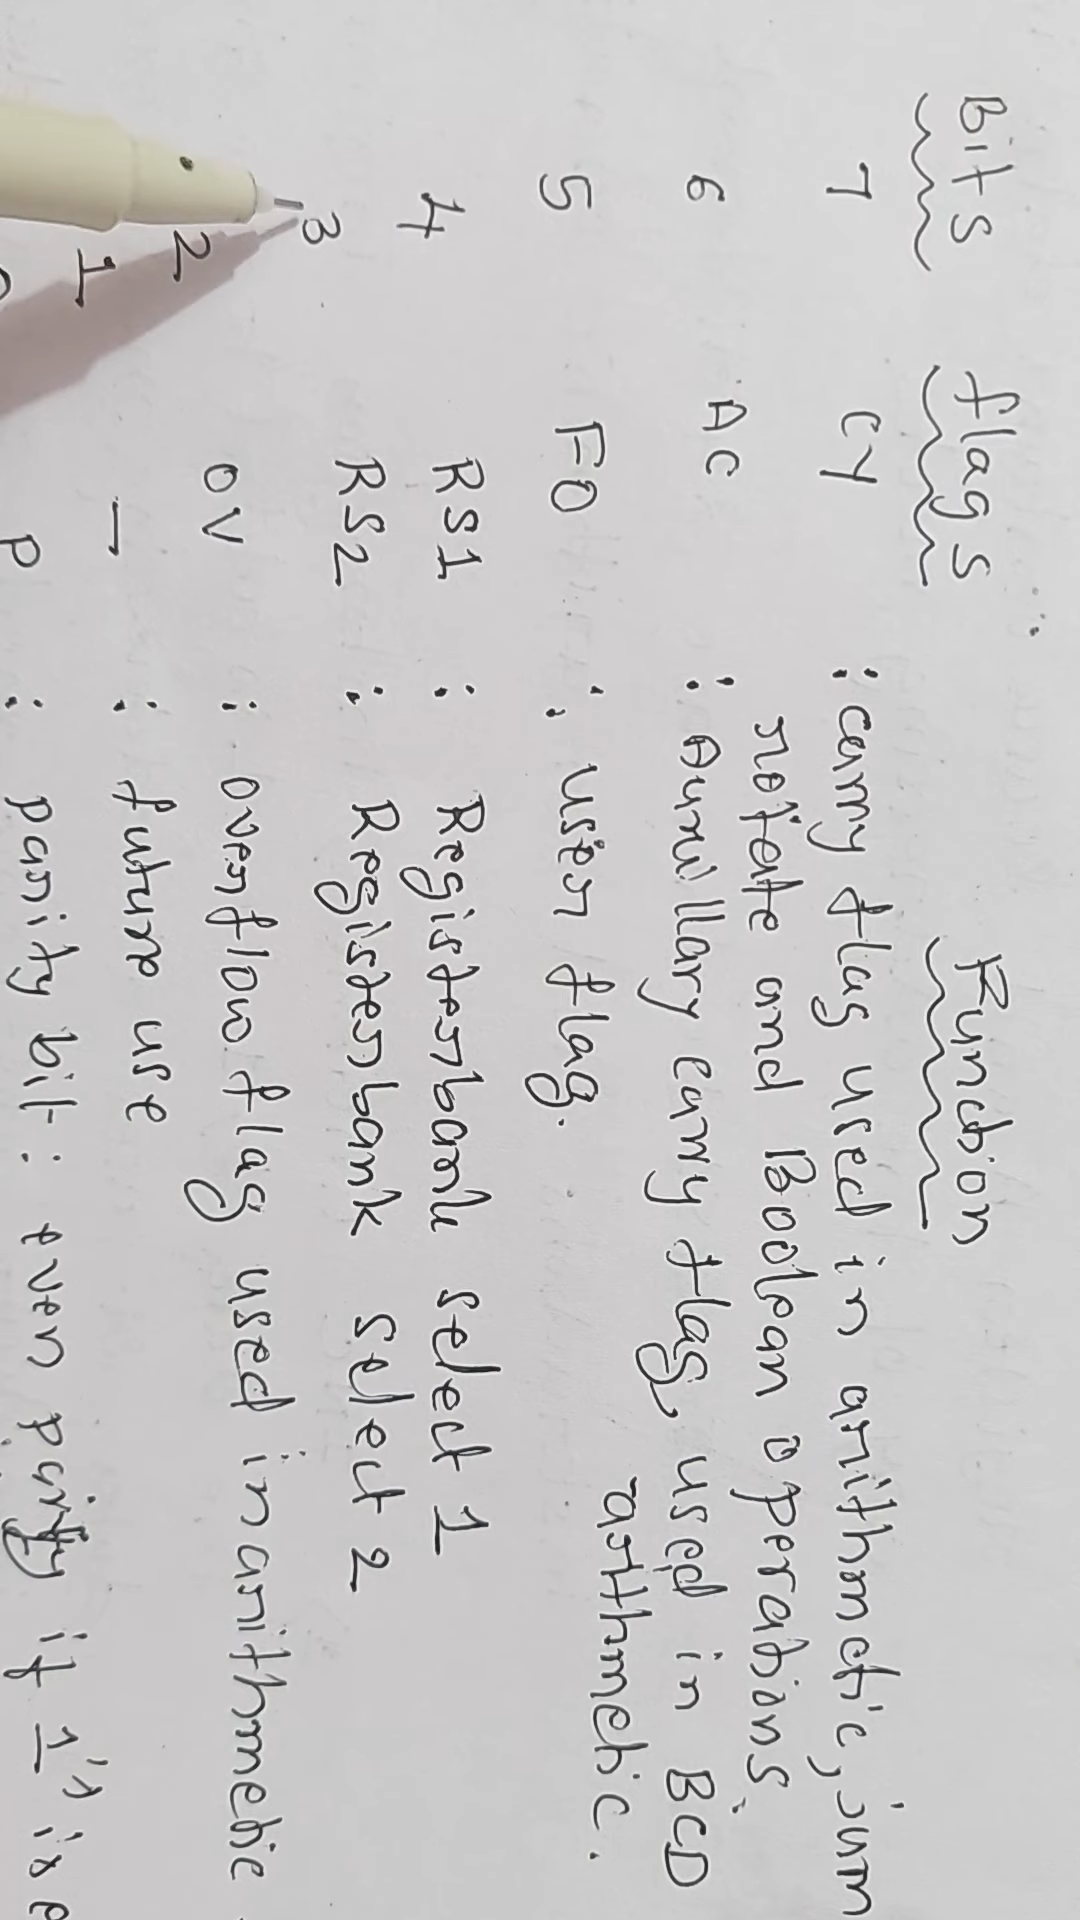 Bits flags Function
7 CY : carry flag used in arithmetic, jum
rotate and Boolean operations.
6 AC : Auxillary carry flag, used in BCD
arithmetic.
5 F0 : user flag.
4 RS1 : Registerbank select 1
3 RS2 : Registerbank select 2
2 OV : overflow flag used in arithmetic
1 — : future use
P : parity bit : even parity if 1's